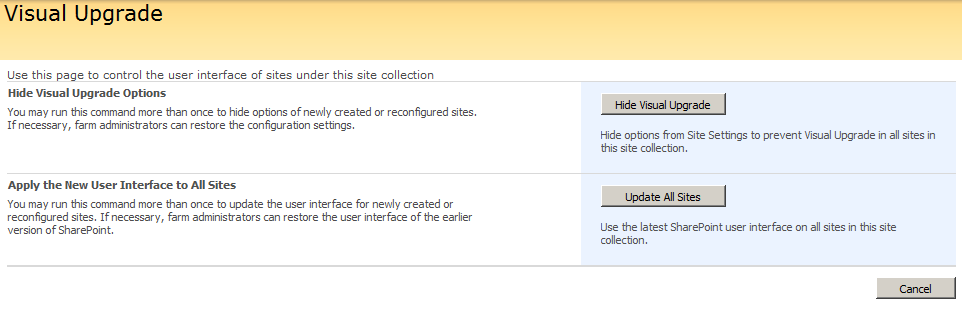 Visual Upgrade
Use this page to control the user interface of sites under this site collection
Hide Visual Upgrade Options
You may run this command more than once to hide options of newly created or reconfigured sites.
If necessary, farm administrators can restore the configuration settings.
Hide Visual Upgrade
Hide options from Site Settings to prevent Visual Upgrade in all sites in
this site collection.
Apply the New User Interface to All Sites
You may run this command more than once to update the user interface for newly created or
reconfigured sites. If necessary, farm administrators can restore the user interface of the earlier
version of SharePoint.
Update All Sites
Use the latest SharePoint user interface on all sites in this site
collection.
Cancel